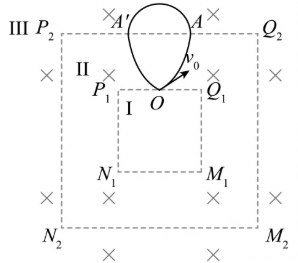 III P₂ A′ A Q₂
II v₀
P₁ Q₁
I O
N₁ M₁
N₂ M₂